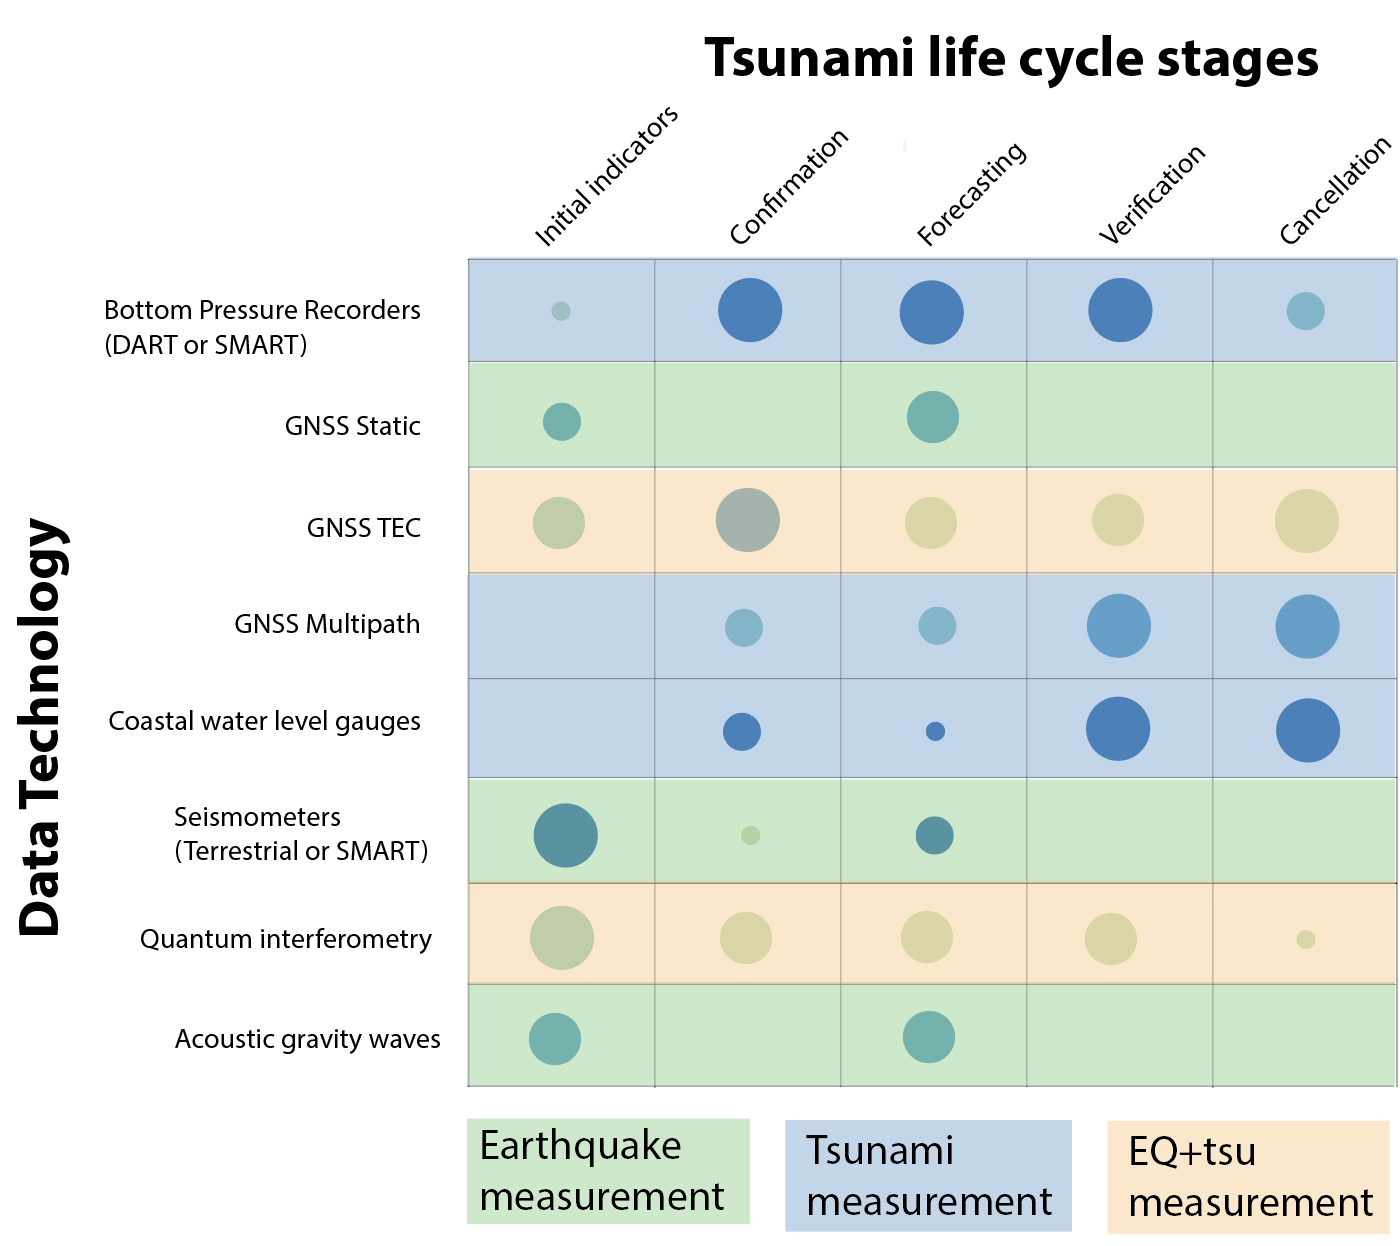 Tsunami life cycle stages
Initial indicators
Confirmation
Forecasting
Verification
Cancellation
Data Technology
Bottom Pressure Recorders
(DART or SMART)
GNSS Static
GNSS TEC
GNSS Multipath
Coastal water level gauges
Seismometers
(Terrestrial or SMART)
Quantum interferometry
Acoustic gravity waves
Earthquake
measurement
Tsunami
measurement
EQ+tsu
measurement